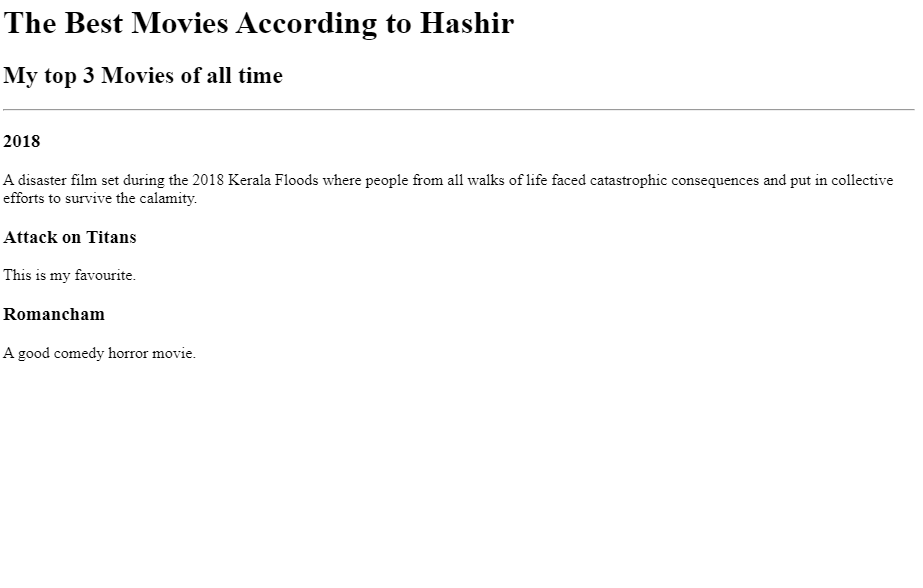 The Best Movies According to Hashir
My top 3 Movies of all time
2018
A disaster film set during the 2018 Kerala Floods where people from all walks of life faced catastrophic consequences and put in collective
efforts to survive the calamity.
Attack on Titans
This is my favourite.
Romancham
A good comedy horror movie.